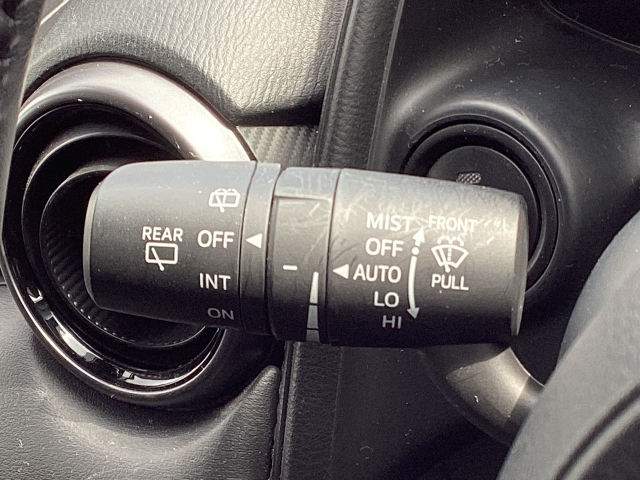 REAR
OFF
INT
ON
MIST
OFF
AUTO
LO
HI
FRONT
PULL